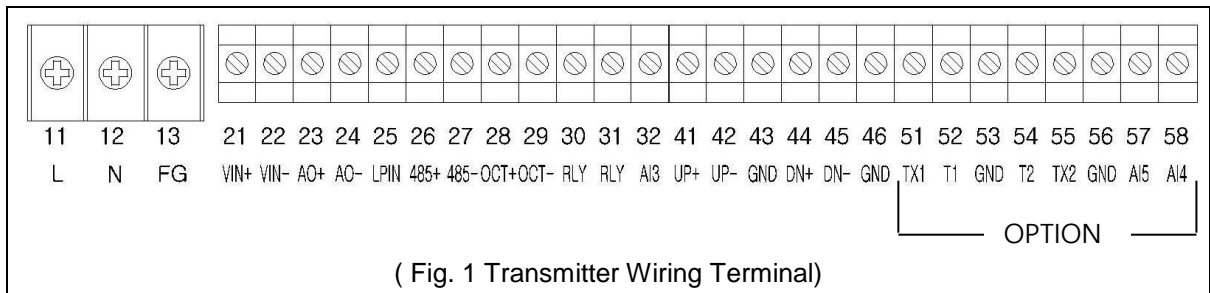 11 12 13 21 22 23 24 25 26 27 28 29 30 31 32 41 42 43 44 45 46 51 52 53 54 55 56 57 58
L N FG VIN+ VIN- AO+ AO- LPIN 485+ 485- OCT+ OCT- RLY RLY AI3 UP+ UP- GND DN+ DN- GND TX1 T1 GND T2 TX2 GND AI5 AI4
OPTION
( Fig. 1 Transmitter Wiring Terminal)